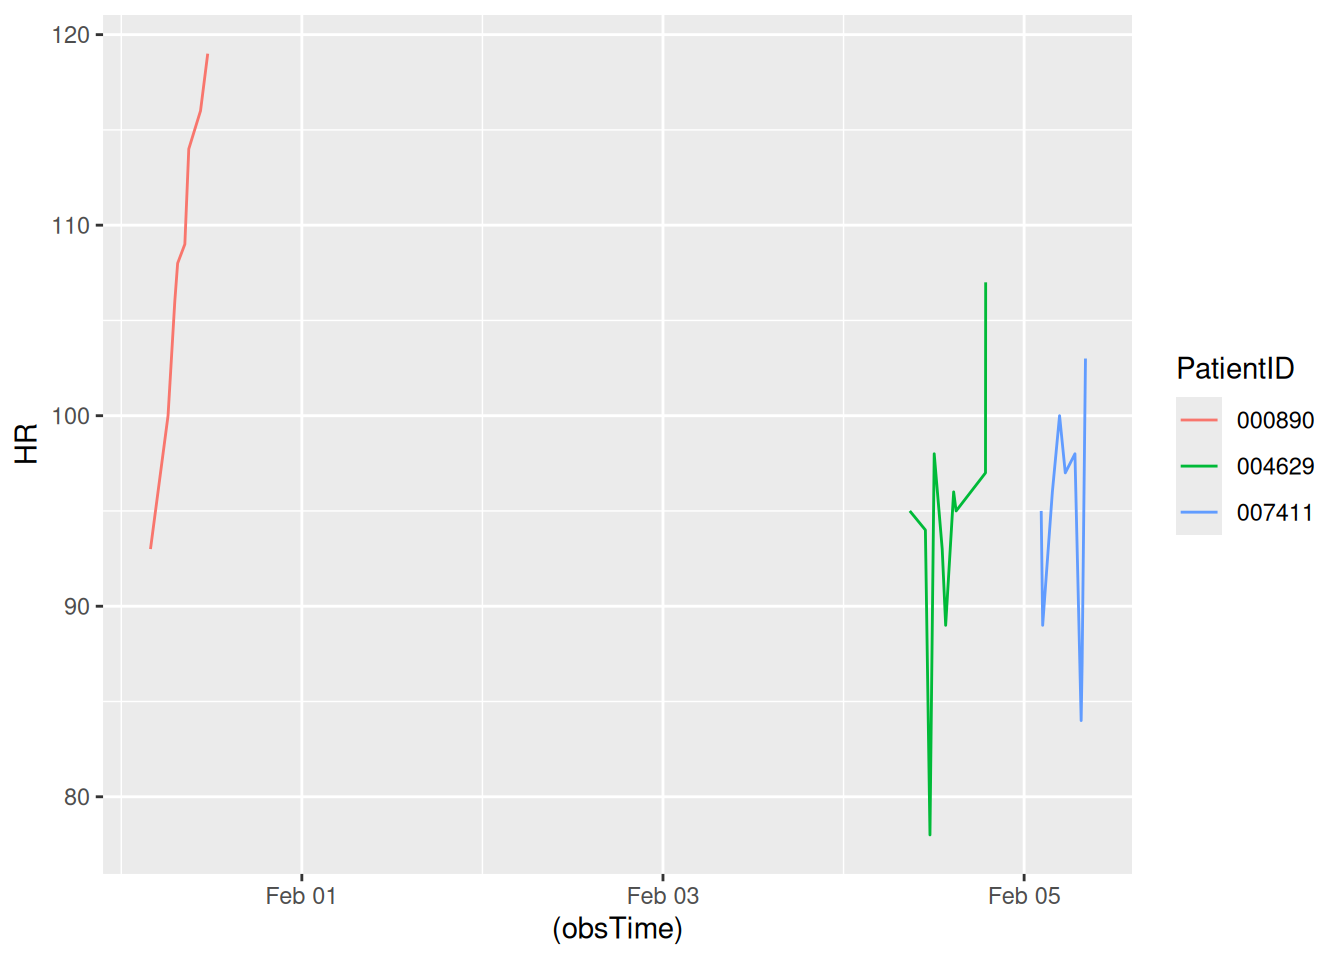 120
110
100
90
80
HR
Feb 01
Feb 03
Feb 05
(obsTime)
PatientID
000890
004629
007411